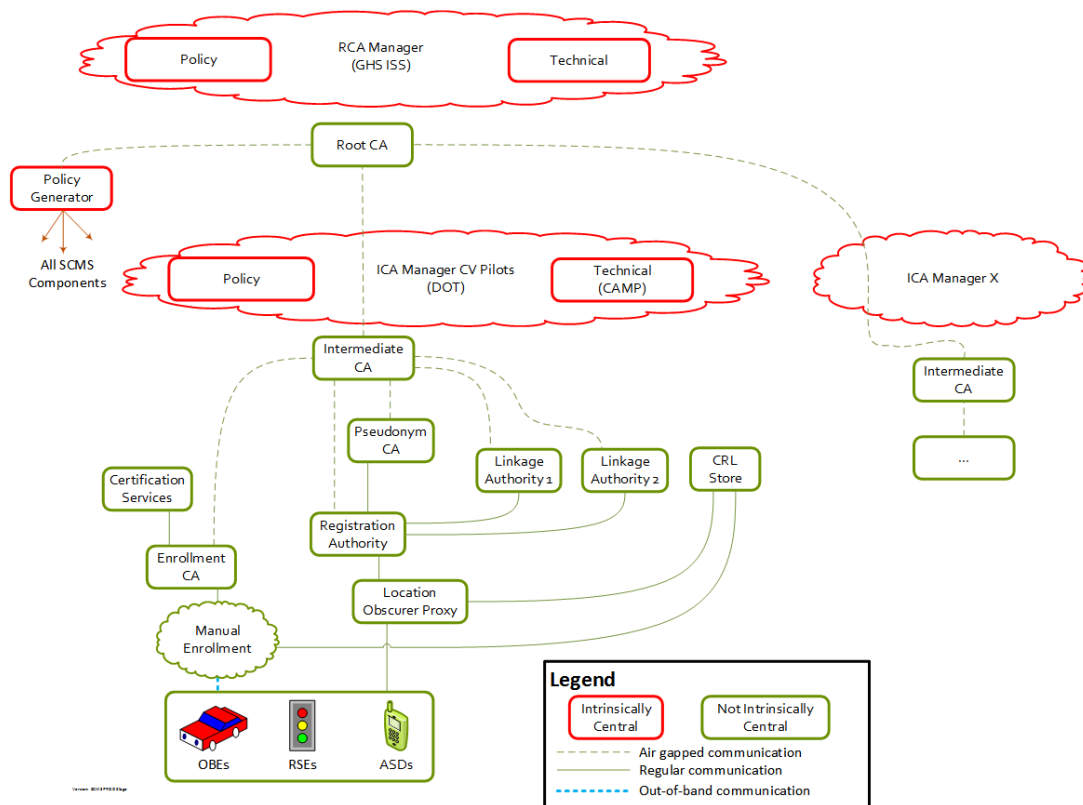 RCA Manager
(GHS ISS)
Policy
Technical
Root CA
Policy
Generator
All SCMS
Components
ICA Manager CV Pilots
(DOT)
Policy
Technical
(CAMP)
ICA Manager X
Intermediate
CA
Intermediate
CA
...
Pseudonym
CA
Linkage
Authority 1
Linkage
Authority 2
CRL
Store
Certification
Services
Registration
Authority
Enrollment
CA
Location
Obscurer Proxy
Manual
Enrollment
OBEs
RSEs
ASDs
Legend
Intrinsically
Central
Not Intrinsically
Central
Air gapped communication
Regular communication
Out-of-band communication